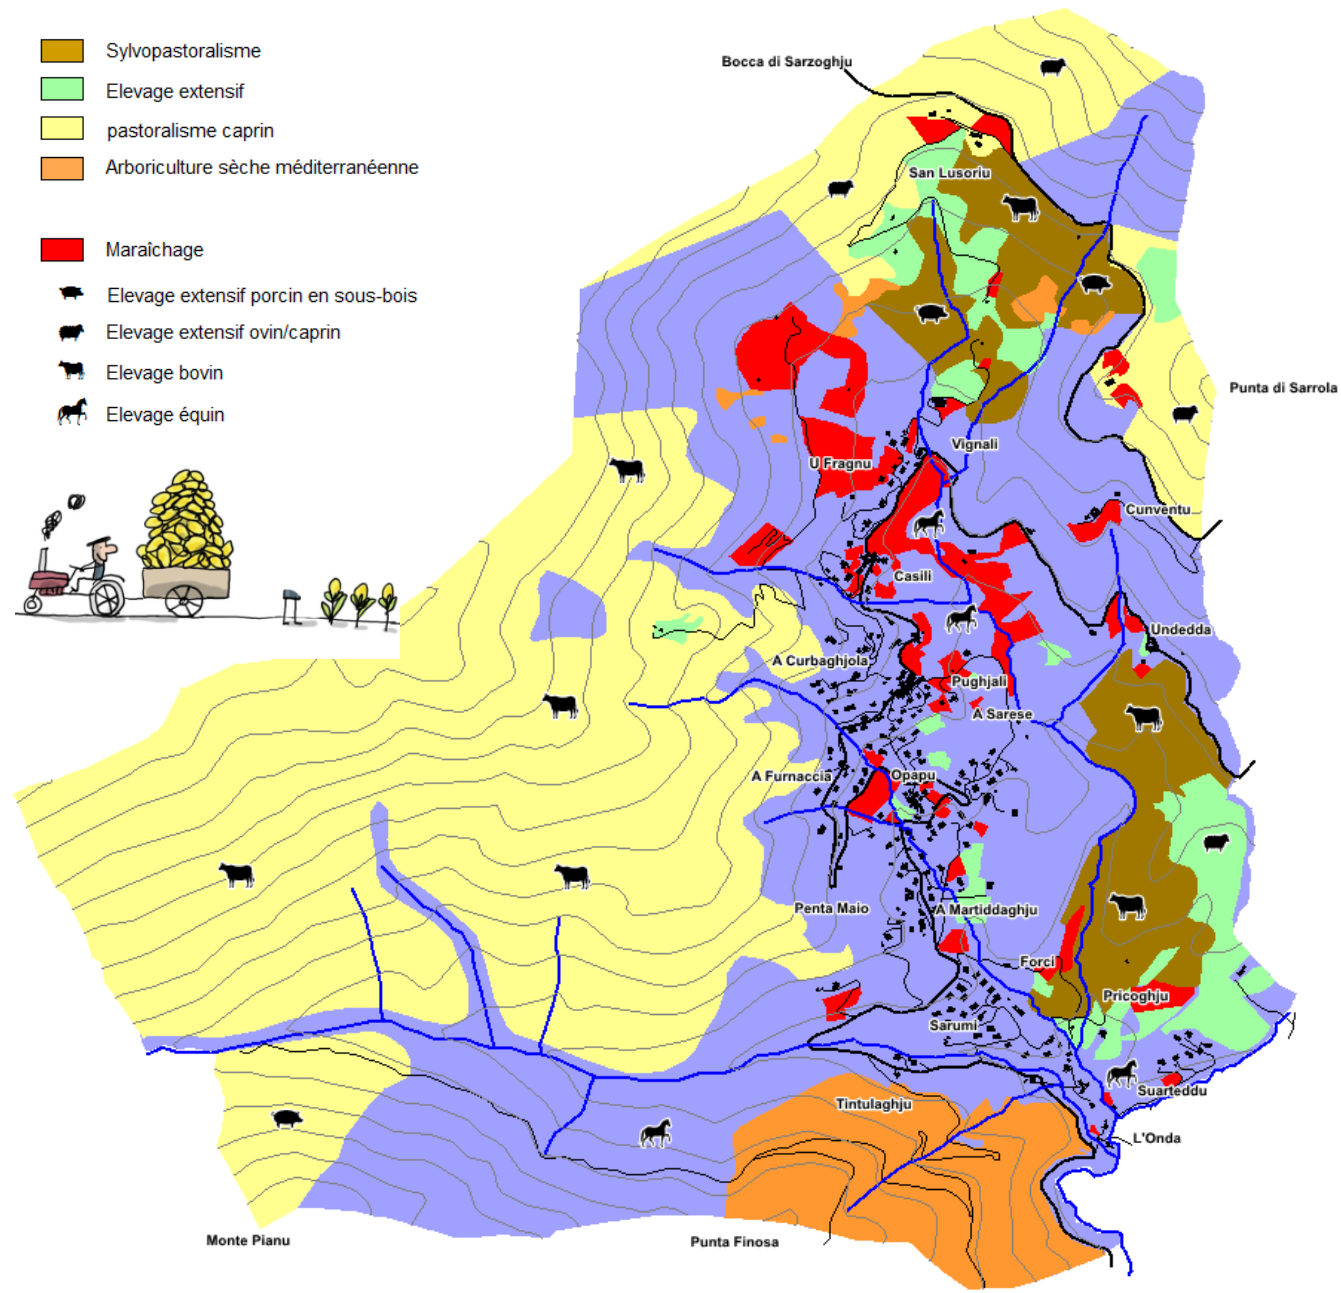 Sylvopastoralisme
Elevage extensif
pastoralisme caprin
Arboriculture sèche méditerranéenne
Maraîchage
Elevage extensif porcin en sous-bois
Elevage extensif ovin/caprin
Elevage bovin
Elevage équin
Bocca di Sarzoghju
San Lusoriu
Punta di Sarrola
Vignali
U Fragnu
Cunventu
Casili
Undedda
A Curbaghjola
Pughjali
A Sarese
A Furnaccia
Opapu
Penta Maio
A Martiddaghju
Forci
Pricoghju
Sarumi
Suarteddu
Tintulaghju
L'Onda
Monte Pianu
Punta Finosa